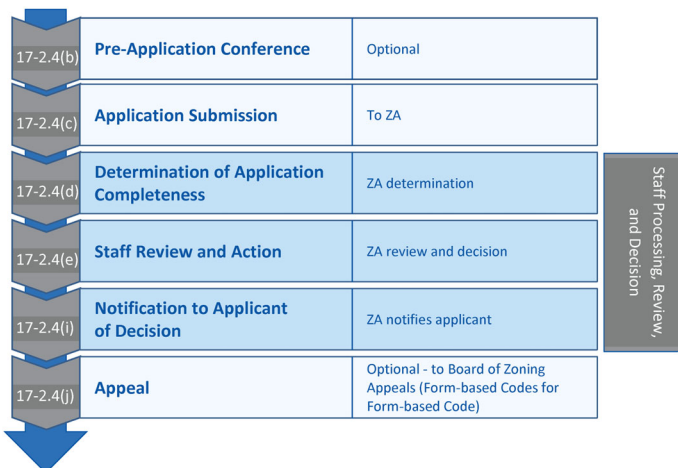 17-2.4(b)
Pre-Application Conference
Optional
17-2.4(c)
Application Submission
To ZA
17-2.4(d)
Determination of Application
Completeness
ZA determination
17-2.4(e)
Staff Review and Action
ZA review and decision
17-2.4(i)
Notification to Applicant
of Decision
ZA notifies applicant
17-2.4(j)
Appeal
Optional - to Board of Zoning
Appeals (Form-based Codes for
Form-based Code)
Staff Processing, Review,
and Decision